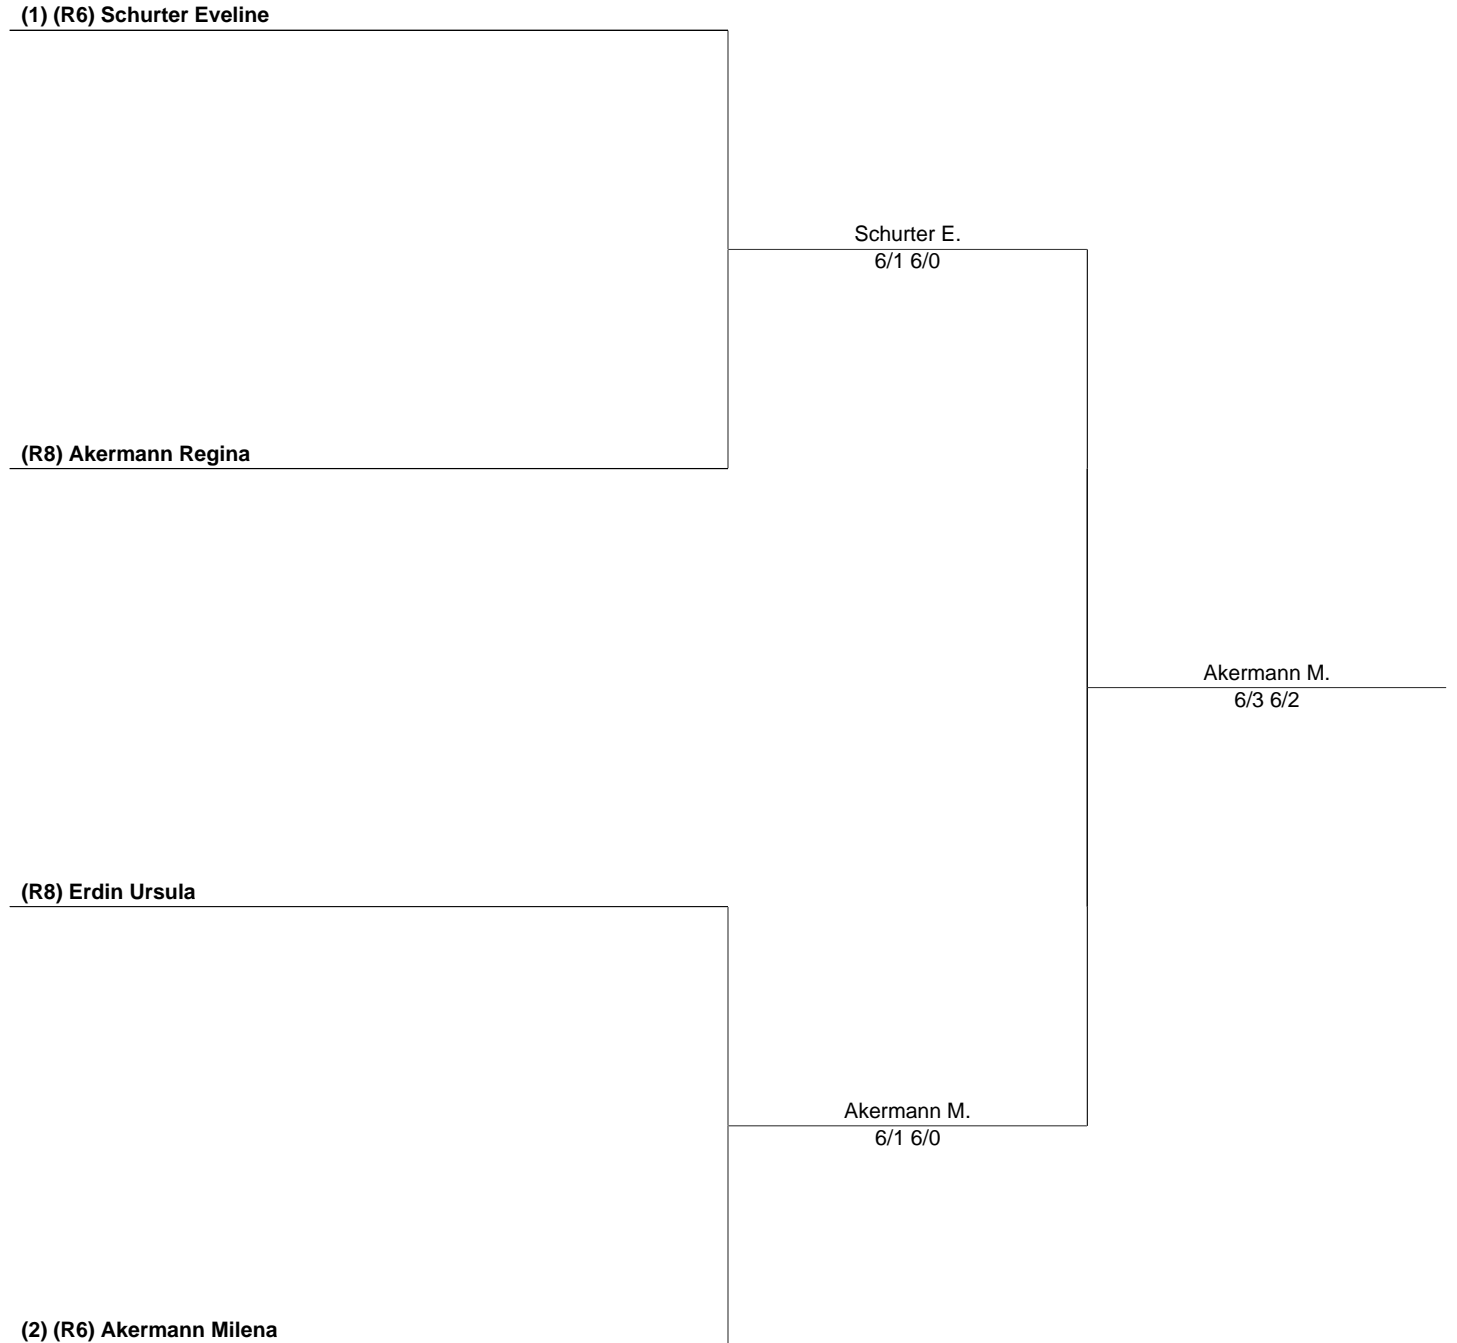 (1) (R6) Schurter Eveline
Schurter E.
6/1 6/0
(R8) Akermann Regina
Akermann M.
6/3 6/2
(R8) Erdin Ursula
Akermann M.
6/1 6/0
(2) (R6) Akermann Milena